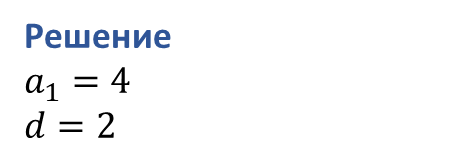 Решение
a₁ = 4
d = 2